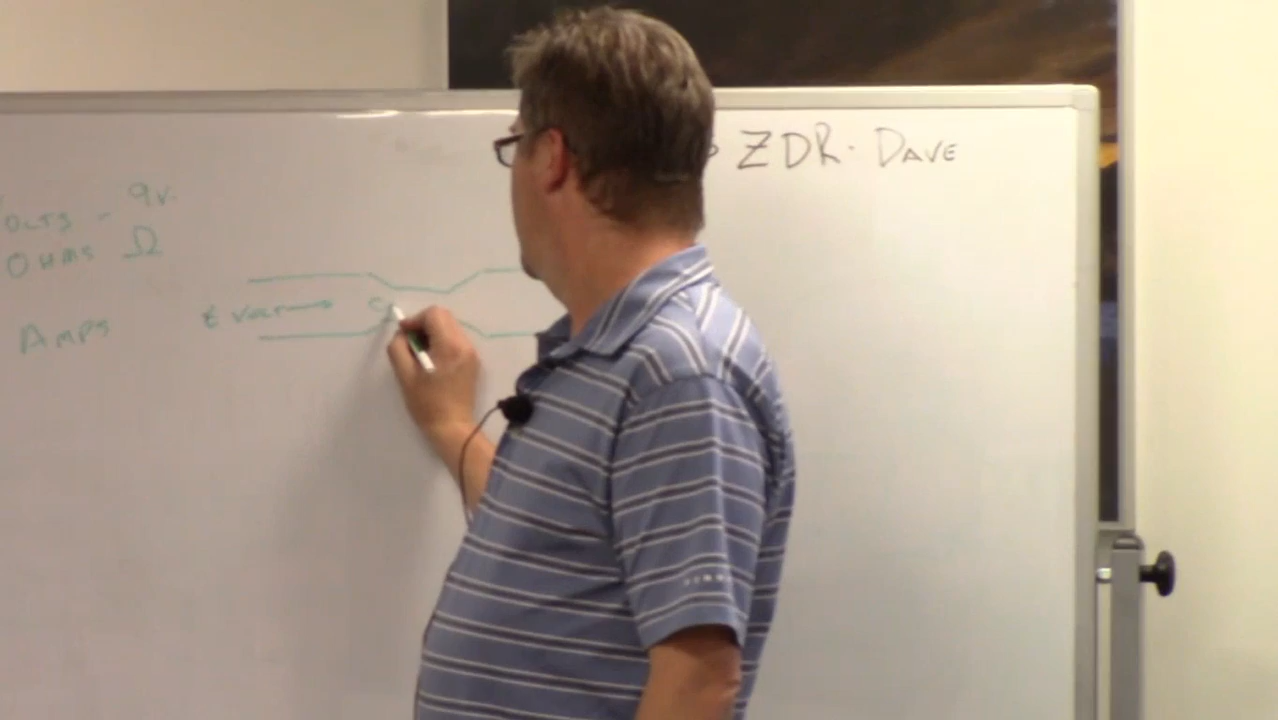 ZDR. DAVE
OLTS - 9v.
OHMS Ω
AMPS